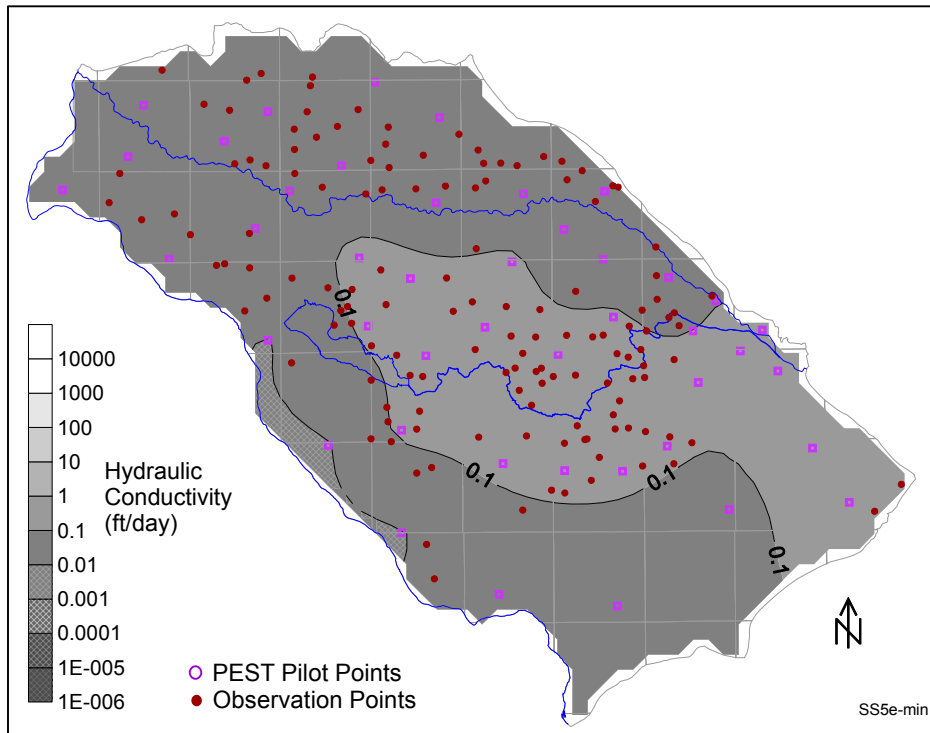 0.1
0.1
0.1
0.1
10000
1000
100
10
1
0.1
0.01
0.001
0.0001
1E-005
1E-006
Hydraulic
Conductivity
(ft/day)
PEST Pilot Points
Observation Points
N
SS5e-min